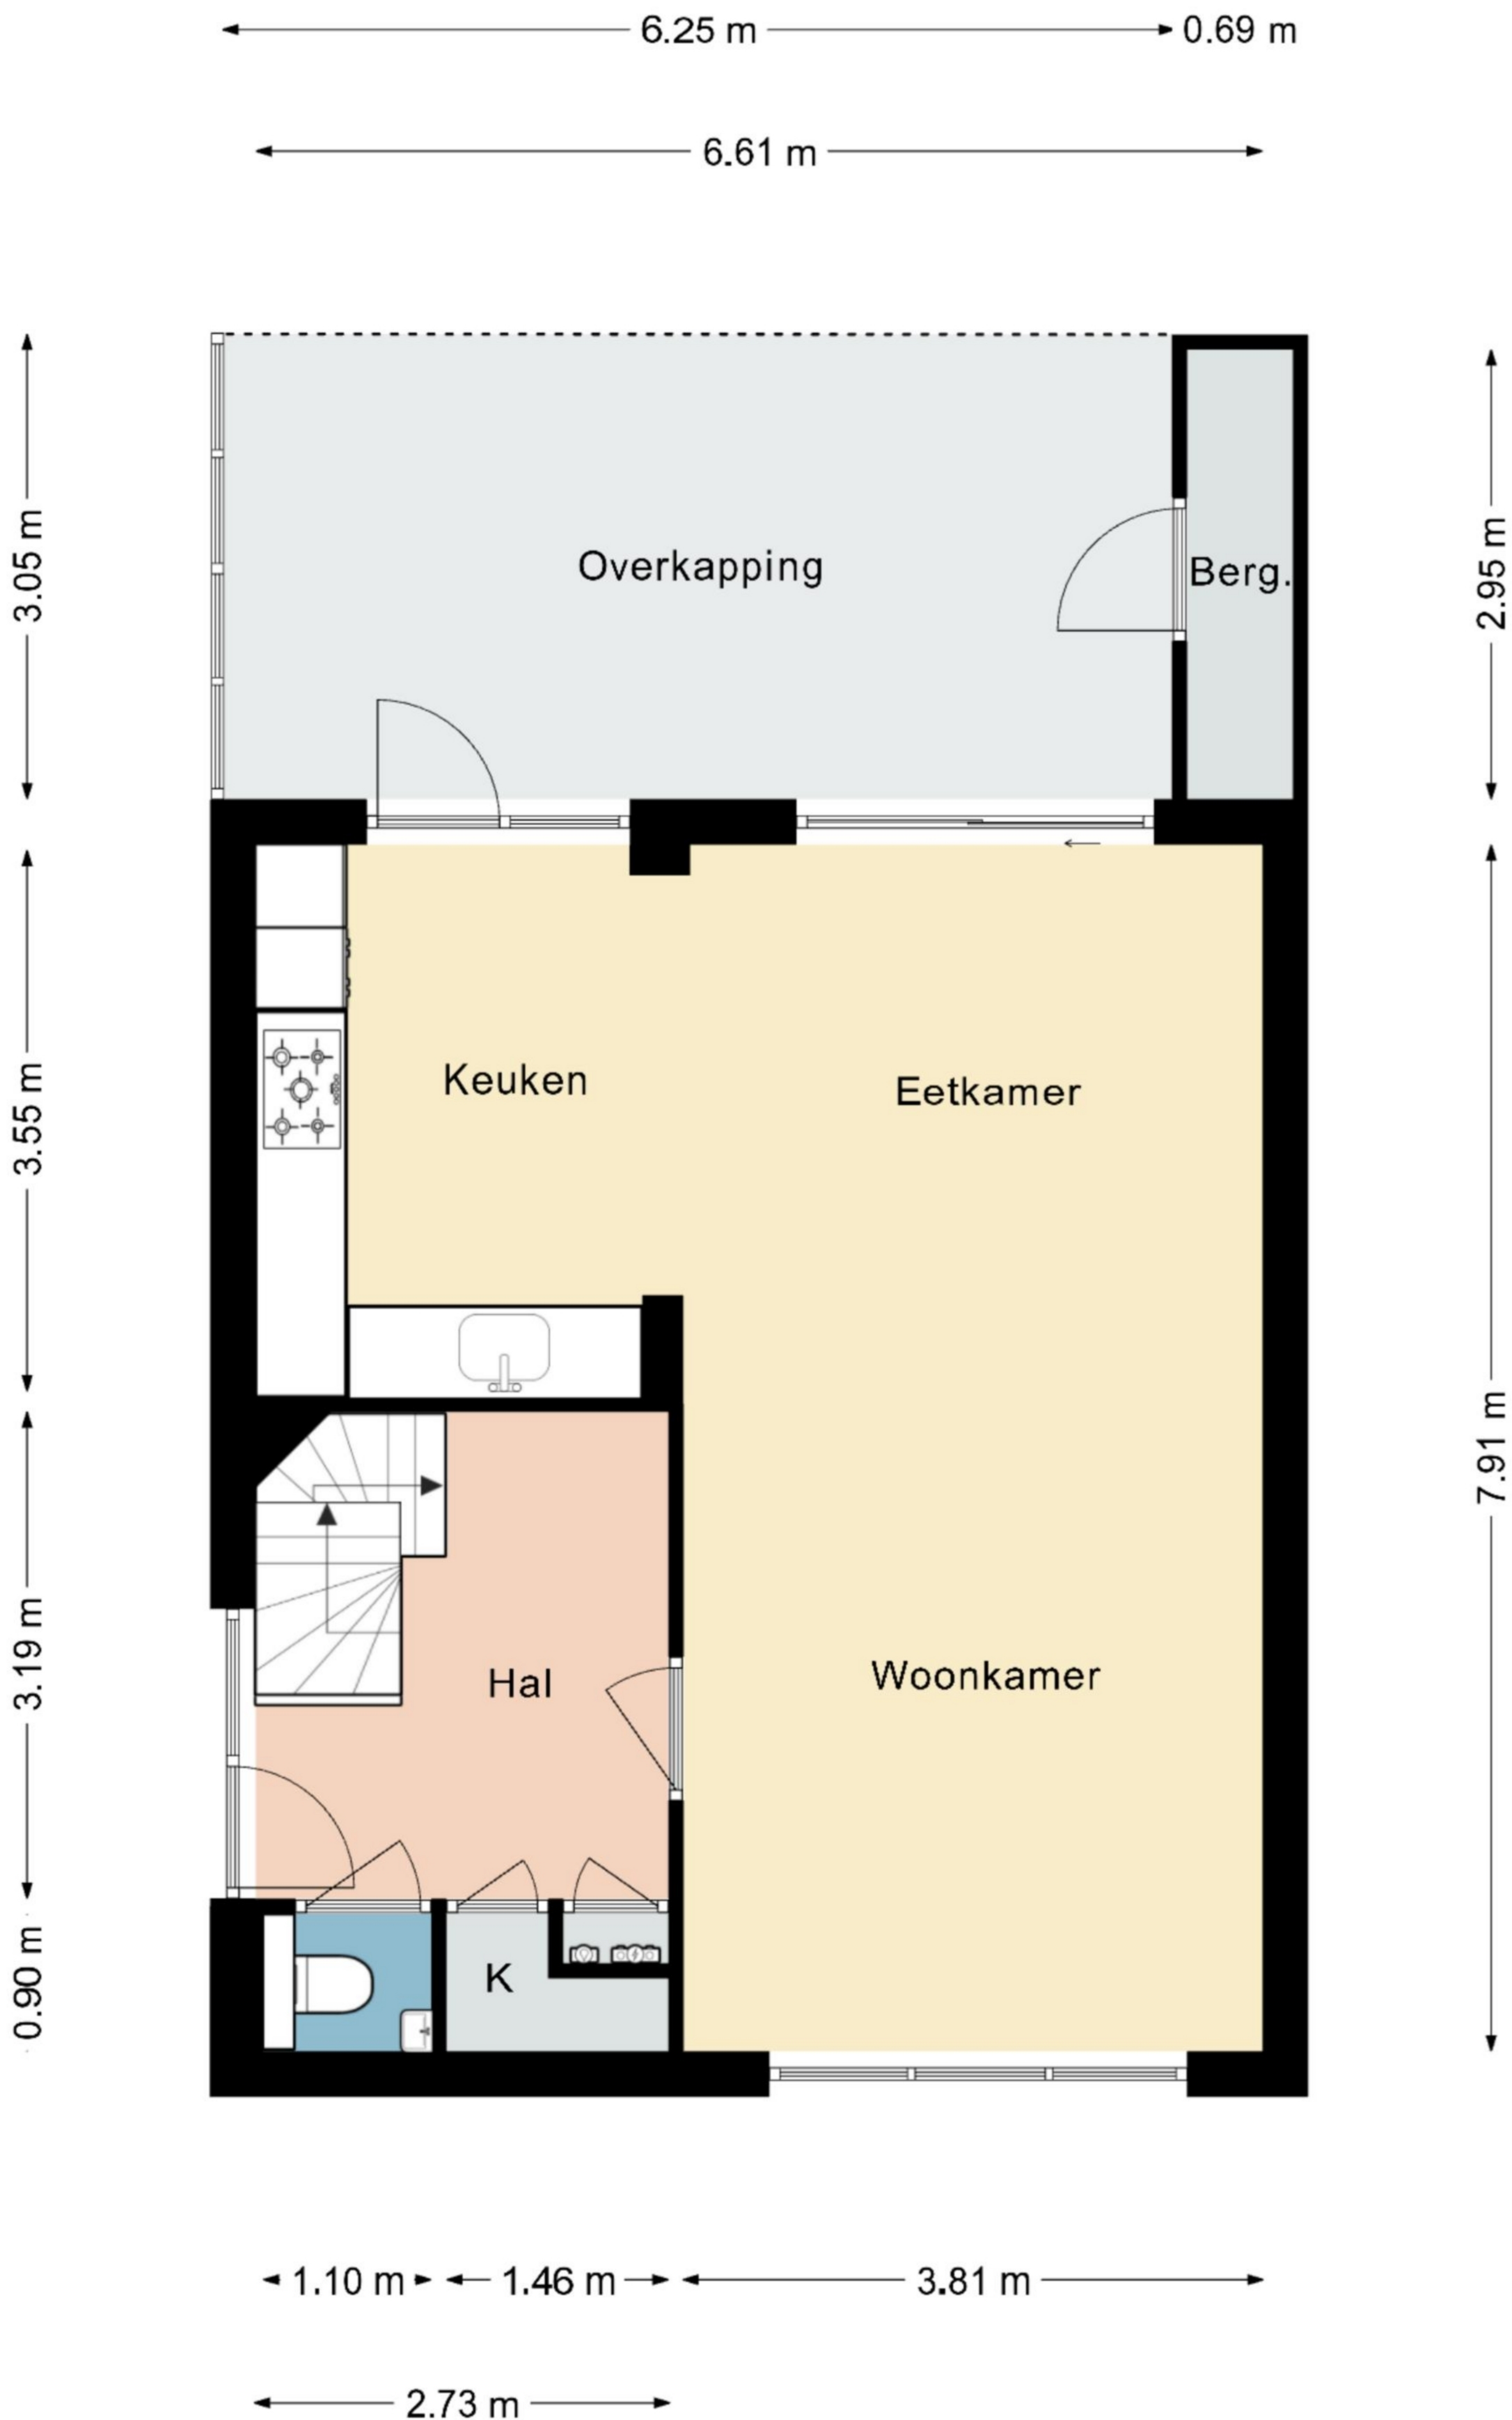 6.25 m
0.69 m
6.61 m
3.05 m
2.95 m
Overkapping
Berg.
3.55 m
Keuken
Eetkamer
7.91 m
3.19 m
Hal
Woonkamer
0.90 m
K
1.10 m
1.46 m
3.81 m
2.73 m